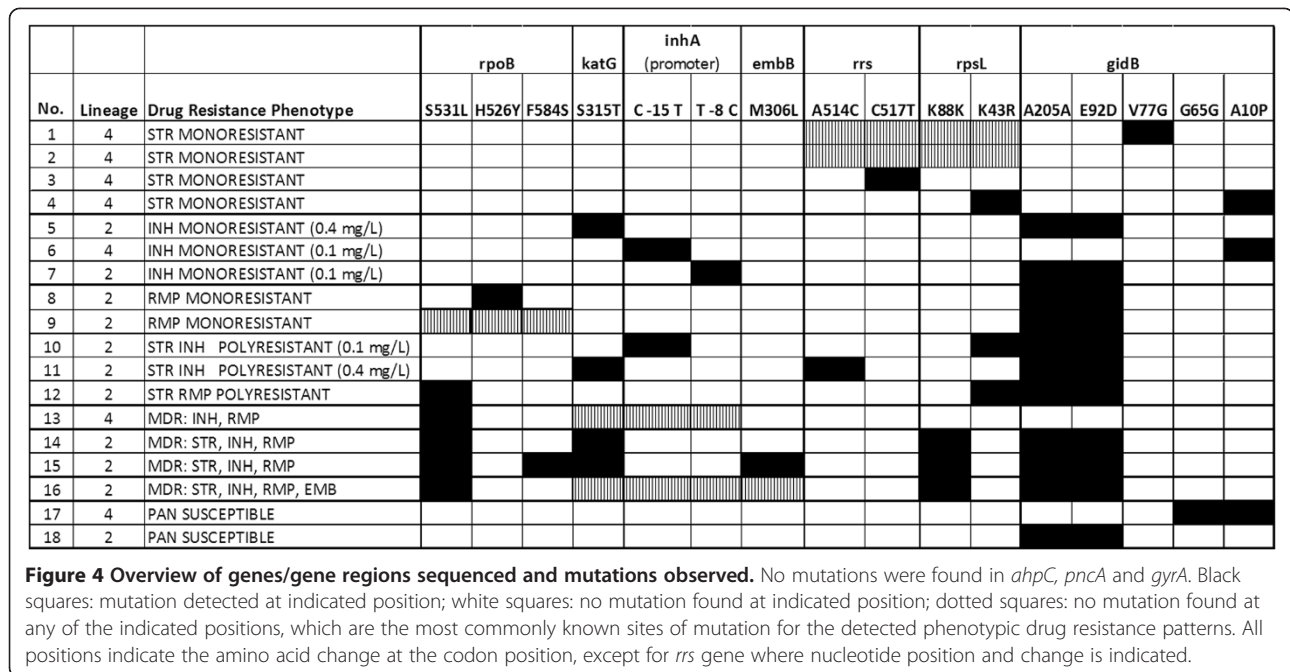 rpoB katG inhA (promoter) embB rrs rpsL gidB
No. Lineage Drug Resistance Phenotype S531L H526Y F584S S315T C -15 T T -8 C M306L A514C C517T K88K K43R A205A E92D V77G G65G A10P
1 4 STR MONORESISTANT
2 4 STR MONORESISTANT
3 4 STR MONORESISTANT
4 4 STR MONORESISTANT
5 2 INH MONORESISTANT (0.4 mg/L)
6 4 INH MONORESISTANT (0.1 mg/L)
7 2 INH MONORESISTANT (0.1 mg/L)
8 2 RMP MONORESISTANT
9 2 RMP MONORESISTANT
10 2 STR INH POLYRESISTANT (0.1 mg/L)
11 2 STR INH POLYRESISTANT (0.4 mg/L)
12 2 STR RMP POLYRESISTANT
13 4 MDR: INH, RMP
14 2 MDR: STR, INH, RMP
15 2 MDR: STR, INH, RMP
16 2 MDR: STR, INH, RMP, EMB
17 4 PAN SUSCEPTIBLE
18 2 PAN SUSCEPTIBLE
Figure 4 Overview of genes/gene regions sequenced and mutations observed. No mutations were found in ahpC, pncA and gyrA. Black
squares: mutation detected at indicated position; white squares: no mutation found at indicated position; dotted squares: no mutation found at
any of the indicated positions, which are the most commonly known sites of mutation for the detected phenotypic drug resistance patterns. All
positions indicate the amino acid change at the codon position, except for rrs gene where nucleotide position and change is indicated.